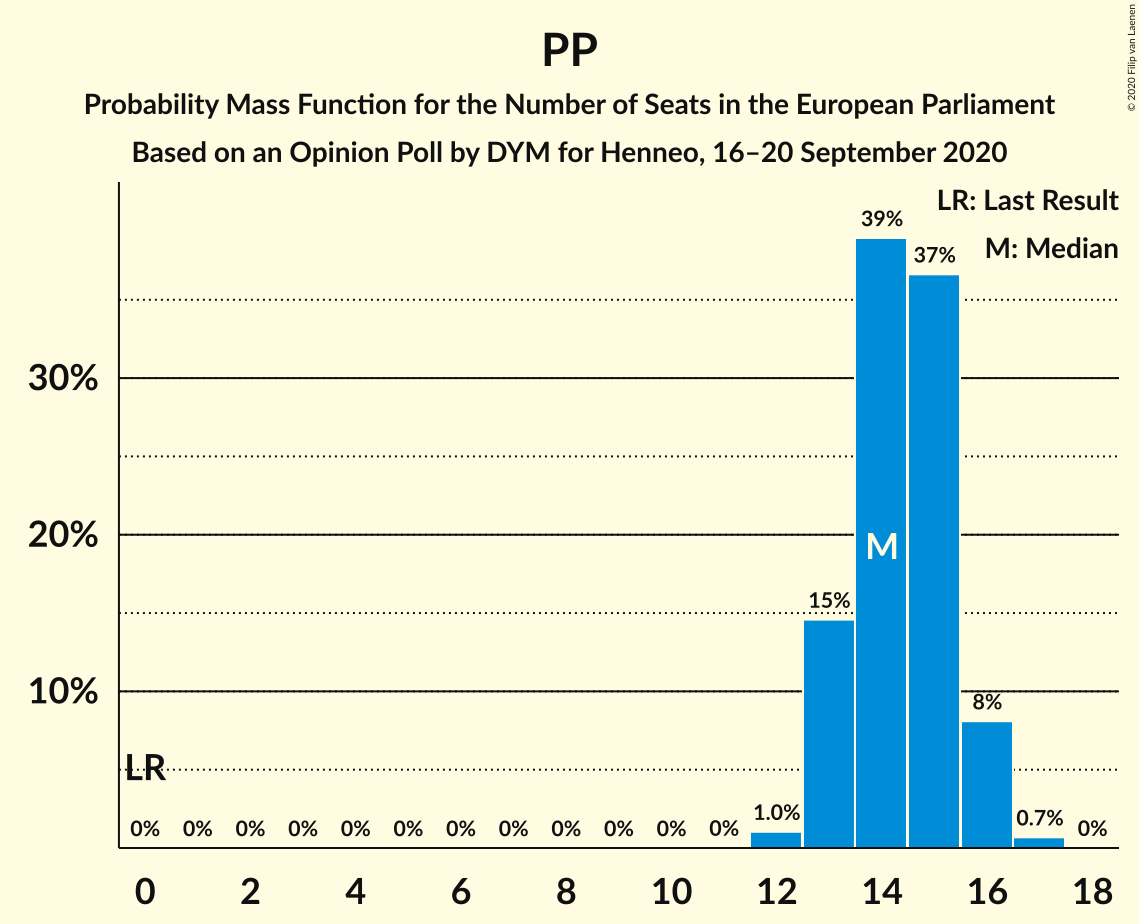 PP
Probability Mass Function for the Number of Seats in the European Parliament
Based on an Opinion Poll by DYM for Henneo, 16–20 September 2020
© 2020 Filip van Laenen
LR: Last Result
M: Median
39%
37%
30%
20%
M
15%
10%
8%
LR
0% 0% 0% 0% 0% 0% 0% 0% 0% 0% 0% 0% 1.0% 0.7% 0%
0 2 4 6 8 10 12 14 16 18